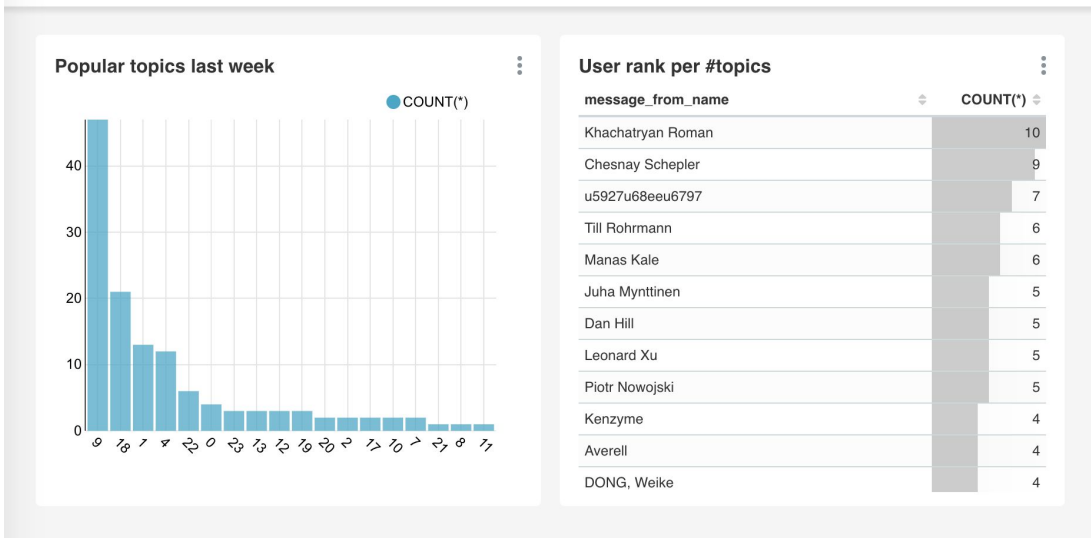 Popular topics last week
COUNT(*)
40
30
20
10
0
9 18 1 4 22 0 23 13 12 19 20 2 17 10 7 21 8 11
User rank per #topics
message_from_name COUNT(*)
Khachatryan Roman 10
Chesnay Schepler 9
u5927u68eeu6797 7
Till Rohrmann 6
Manas Kale 6
Juha Mynttinen 5
Dan Hill 5
Leonard Xu 5
Piotr Nowojski 5
Kenzyme 4
Averell 4
DONG, Weike 4